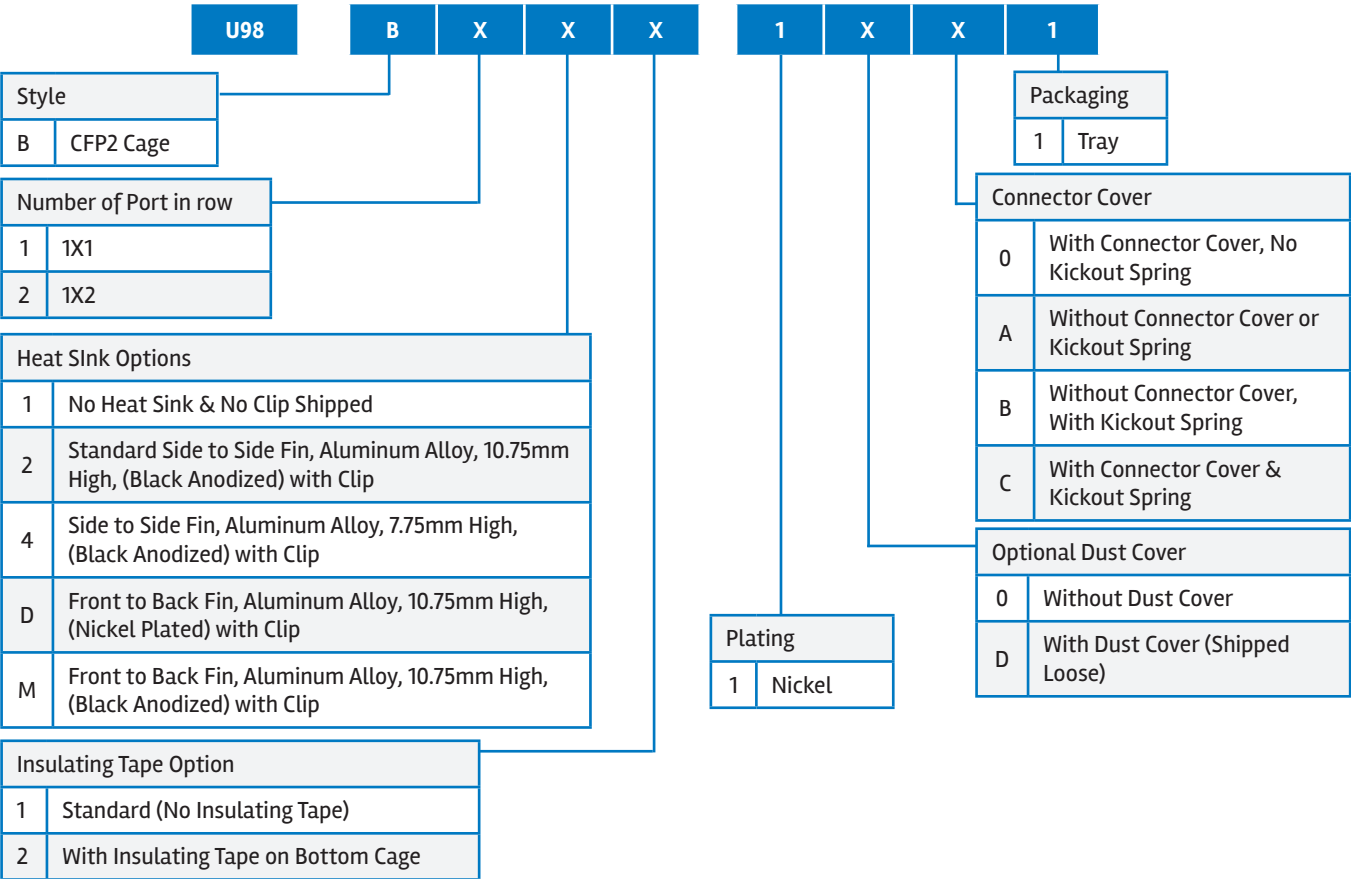 U98 B X X X 1 X X 1
Style
B CFP2 Cage
Number of Port in row
1 1X1
2 1X2
Heat SInk Options
1 No Heat Sink & No Clip Shipped
2 Standard Side to Side Fin, Aluminum Alloy, 10.75mm
High, (Black Anodized) with Clip
4 Side to Side Fin, Aluminum Alloy, 7.75mm High,
(Black Anodized) with Clip
D Front to Back Fin, Aluminum Alloy, 10.75mm High,
(Nickel Plated) with Clip
M Front to Back Fin, Aluminum Alloy, 10.75mm High,
(Black Anodized) with Clip
Insulating Tape Option
1 Standard (No Insulating Tape)
2 With Insulating Tape on Bottom Cage
Plating
1 Nickel
Packaging
1 Tray
Connector Cover
0 With Connector Cover, No
Kickout Spring
A Without Connector Cover or
Kickout Spring
B Without Connector Cover,
With Kickout Spring
C With Connector Cover &
Kickout Spring
Optional Dust Cover
0 Without Dust Cover
D With Dust Cover (Shipped
Loose)